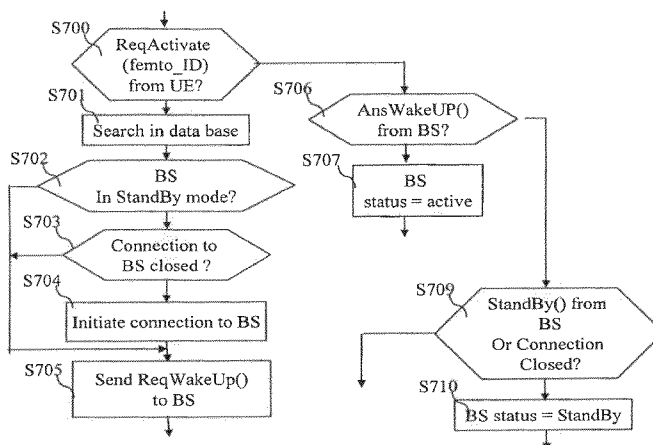 S700
ReqActivate
(femto_ID)
from UE?
S701
Search in data base
S702
BS
In StandBy mode?
S703
Connection to
BS closed ?
S704
Initiate connection to BS
S705
Send ReqWakeUp()
to BS
S706
AnsWakeUP()
from BS?
S707
BS
status = active
S709
StandBy() from
BS
Or Connection
Closed?
S710
BS status = StandBy